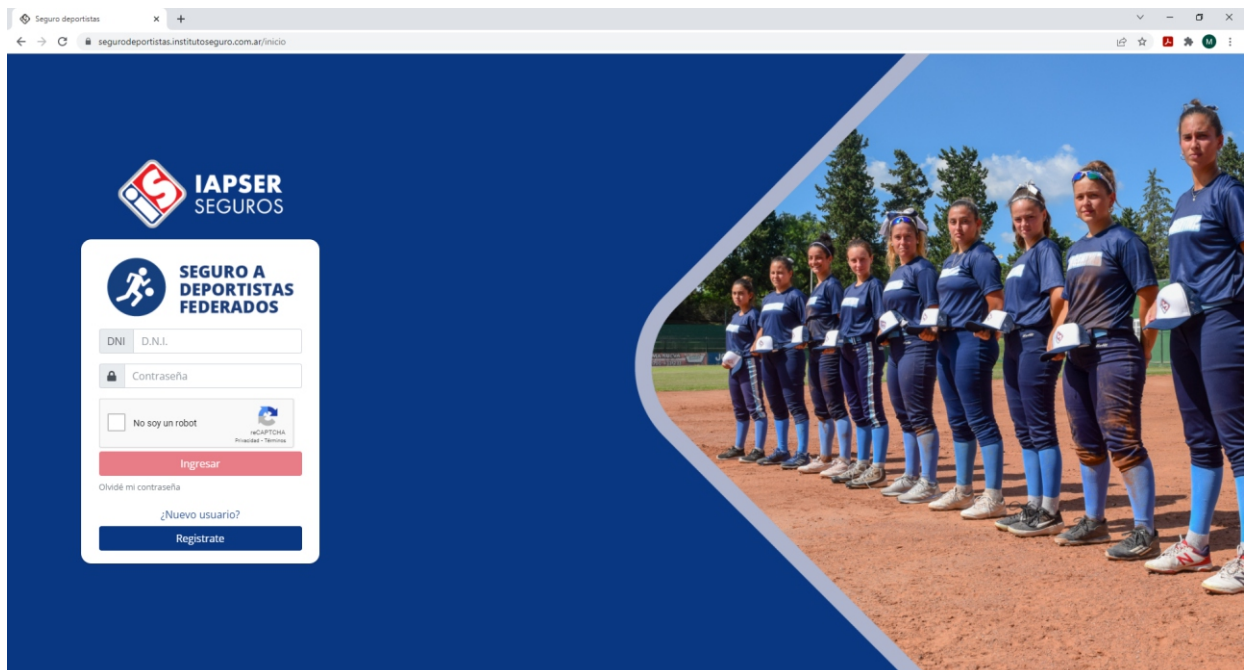 Seguro deportistas
segurodeportistas.institutoseguro.com.ar/inicio
M
IAPSER
SEGUROS
SEGURO A
DEPORTISTAS
FEDERADOS
DNI D.N.I.
Contraseña
No soy un robot
reCAPTCHA
Privacidad - Términos
Ingresar
Olvidé mi contraseña
¿Nuevo usuario?
Registrate